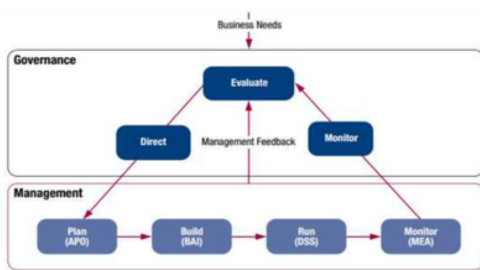 Business Needs
Governance
Evaluate
Direct
Management Feedback
Monitor
Management
Plan
(APO)
Build
(BAI)
Run
(DSS)
Monitor
(MEA)